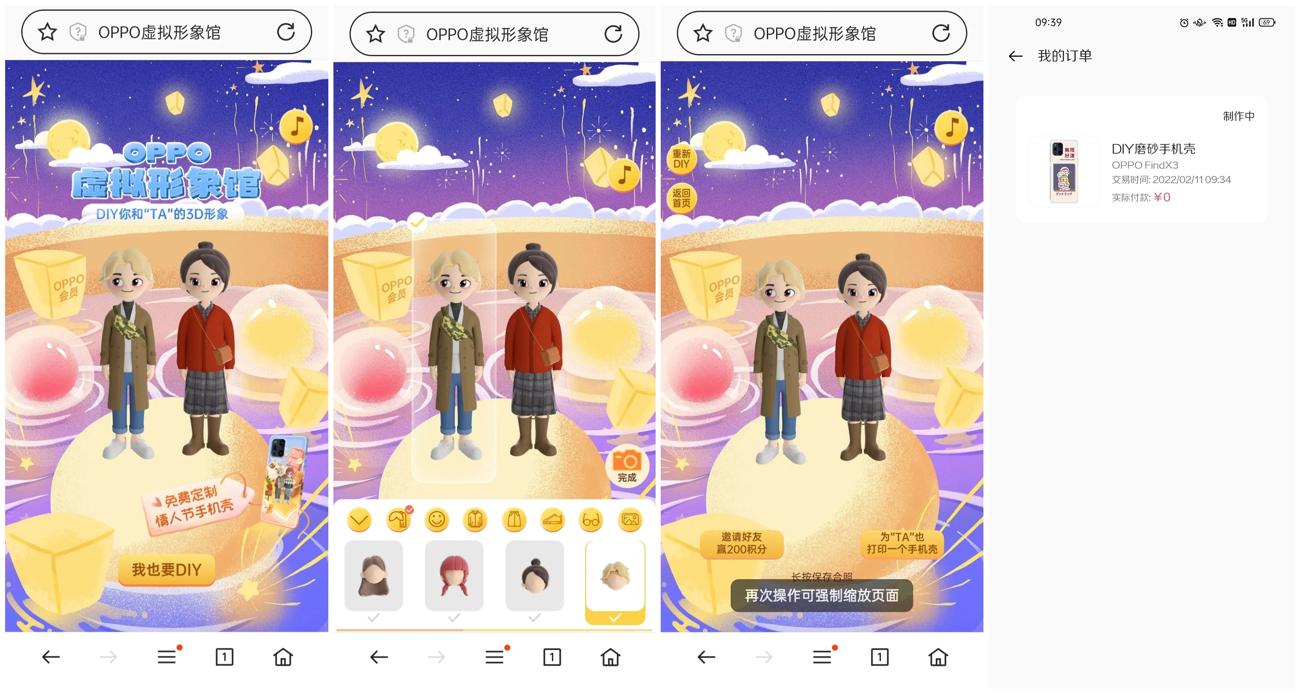 OPPO虚拟形象馆
OPPO
虚拟形象馆
DIY你和“TA”的3D形象
OPPO
会员
免费定制
情人节手机壳
我也要DIY
1
OPPO虚拟形象馆
OPPO
会员
完成
1
OPPO虚拟形象馆
重新
DIY
返回
首页
OPPO
会员
邀请好友
赢200积分
为“TA”也
打印一个手机壳
长按保存合照
再次操作可强制缩放页面
1
09:39
69
我的订单
制作中
DIY磨砂手机壳
OPPO FindX3
交易时间: 2022/02/11 09:34
实际付款: ¥0